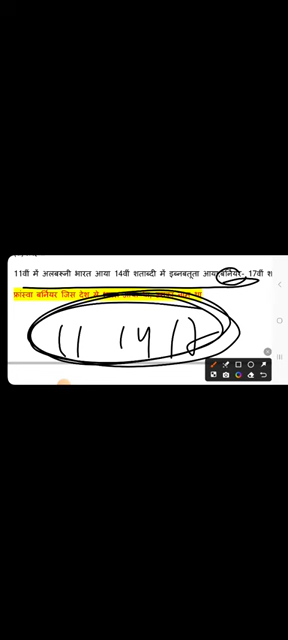 11वीं में अलबरूनी भारत आया 14वीं शताब्दी में इब्नबतूता आया बर्नियर- 17वीं श
फ्रांस्वा बर्नियर जिस देश
11 14 17